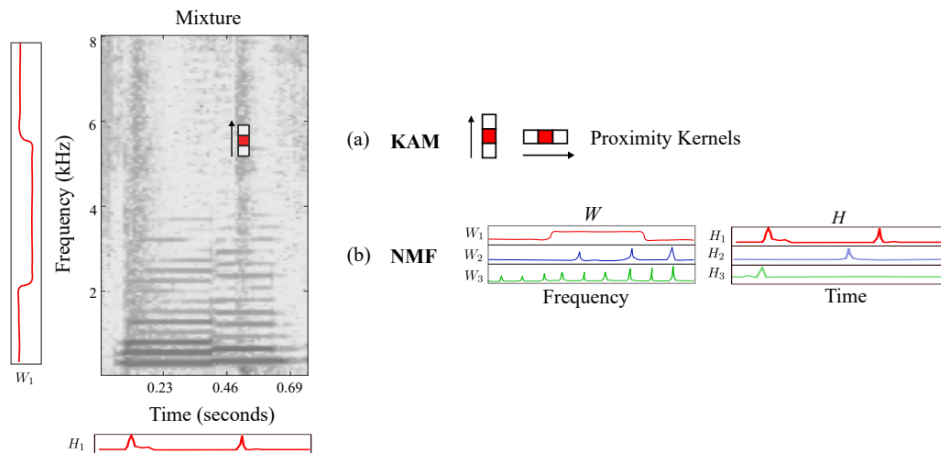 Mixture
8
6
4
2
Frequency (kHz)
0.23 0.46 0.69
Time (seconds)
W₁
H₁
(a) KAM Proximity Kernels
(b) NMF
W
W₁
W₂
W₃
Frequency
H
H₁
H₂
H₃
Time